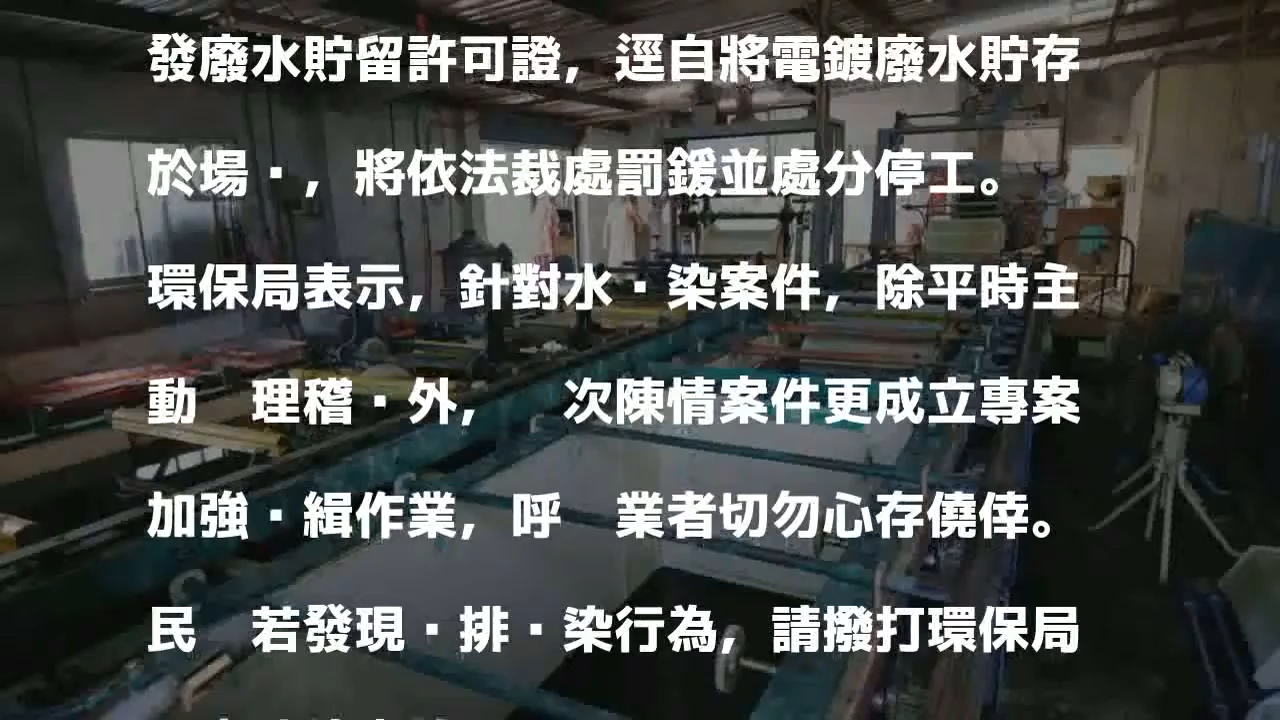 發廢水貯留許可證，逕自將電鍍廢水貯存
於場▪，將依法裁處罰鍰並處分停工。
環保局表示，針對水▪染案件，除平時主
動　理稽▪外，　次陳情案件更成立專案
加強▪緝作業，呼　業者切勿心存僥倖。
民　若發現▪排▪染行為，請撥打環保局